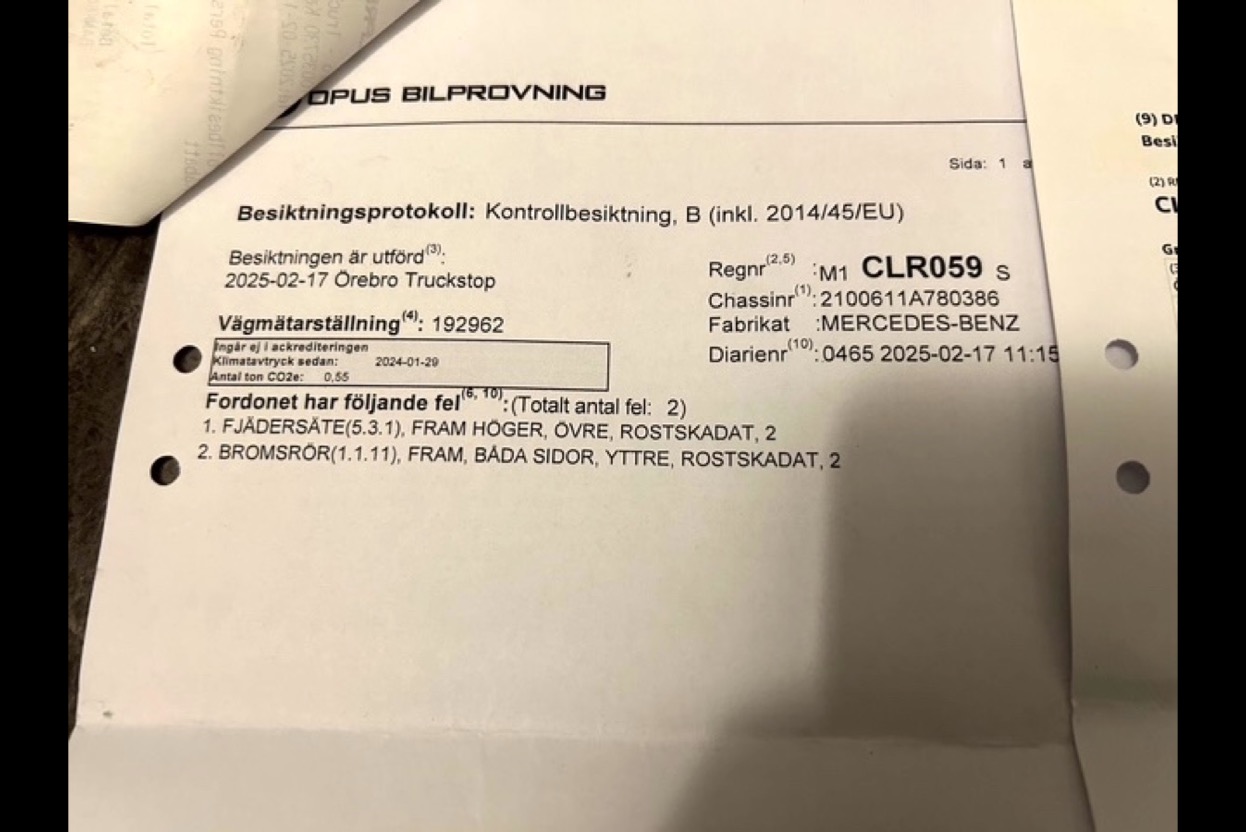 OPUS BILPROVNING
Sida: 1
Besiktningsprotokoll: Kontrollbesiktning, B (inkl. 2014/45/EU)
Besiktningen är utförd(3):
2025-02-17 Örebro Truckstop
Vägmätarställning(4): 192962
Ingår ej i ackrediteringen
Klimatavtryck sedan: 2024-01-29
Antal ton CO2e: 0,55
Regnr(2,5) :M1 CLR059 S
Chassinr(1):2100611A780386
Fabrikat :MERCEDES-BENZ
Diarienr(10):0465 2025-02-17 11:15
Fordonet har följande fel(6, 10):(Totalt antal fel: 2)
1. FJÄDERSÄTE(5.3.1), FRAM HÖGER, ÖVRE, ROSTSKADAT, 2
2. BROMSRÖR(1.1.11), FRAM, BÅDA SIDOR, YTTRE, ROSTSKADAT, 2
(9)
Besi
(2)